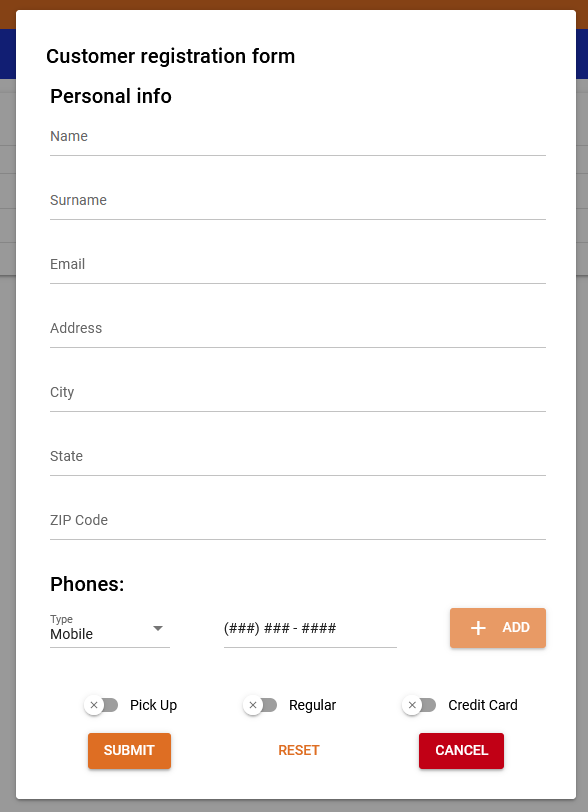 Customer registration form
Personal info
Name
Surname
Email
Address
City
State
ZIP Code
Phones:
Type
Mobile
(###) ### - ####
ADD
Pick Up
Regular
Credit Card
SUBMIT
RESET
CANCEL